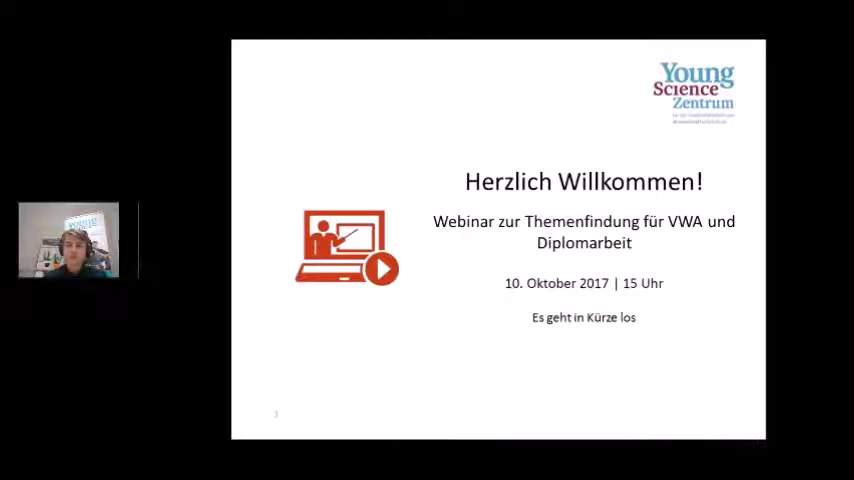 Young
Science
Zentrum
Herzlich Willkommen!
Webinar zur Themenfindung für VWA und
Diplomarbeit
10. Oktober 2017 | 15 Uhr
Es geht in Kürze los
3